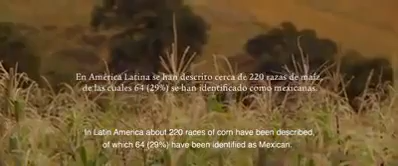 En América Latina se han descrito cerca de 220 razas de maíz,
de las cuales 64 (29%) se han identificado como mexicanas.
In Latin America about 220 races of corn have been described,
of which 64 (29%) have been identified as Mexican.